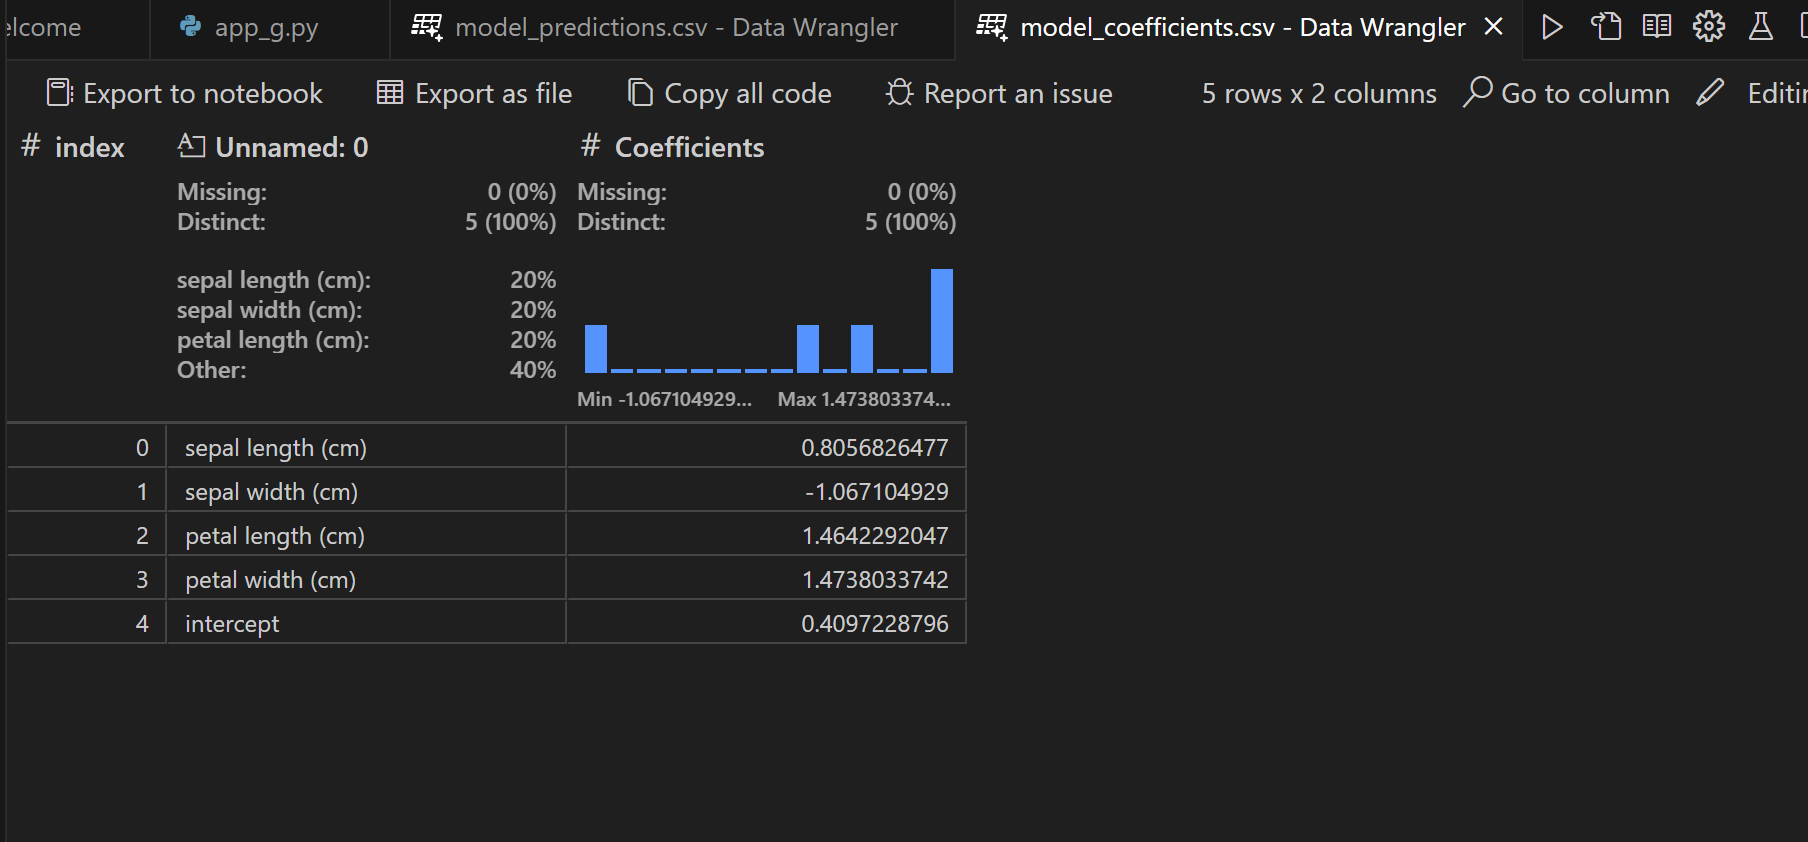 elcome app_g.py model_predictions.csv - Data Wrangler model_coefficients.csv - Data Wrangler
Export to notebook Export as file Copy all code Report an issue 5 rows x 2 columns Go to column Editin
# index Unnamed: 0 # Coefficients
Missing: 0 (0%) Missing: 0 (0%)
Distinct: 5 (100%) Distinct: 5 (100%)
sepal length (cm): 20%
sepal width (cm): 20%
petal length (cm): 20%
Other: 40%
Min -1.067104929... Max 1.473803374...
0 sepal length (cm) 0.8056826477
1 sepal width (cm) -1.067104929
2 petal length (cm) 1.4642292047
3 petal width (cm) 1.4738033742
4 intercept 0.4097228796